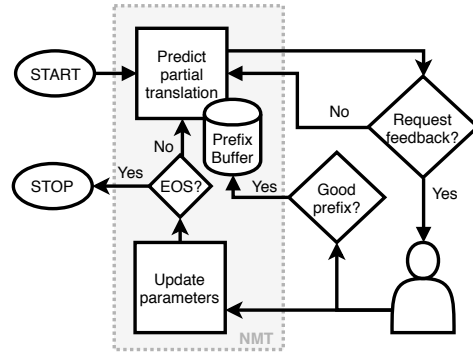 START
Predict
partial
translation
No
Request
feedback?
Prefix
Buffer
No
Yes
STOP
EOS?
Yes
Good
prefix?
Yes
Update
parameters
NMT